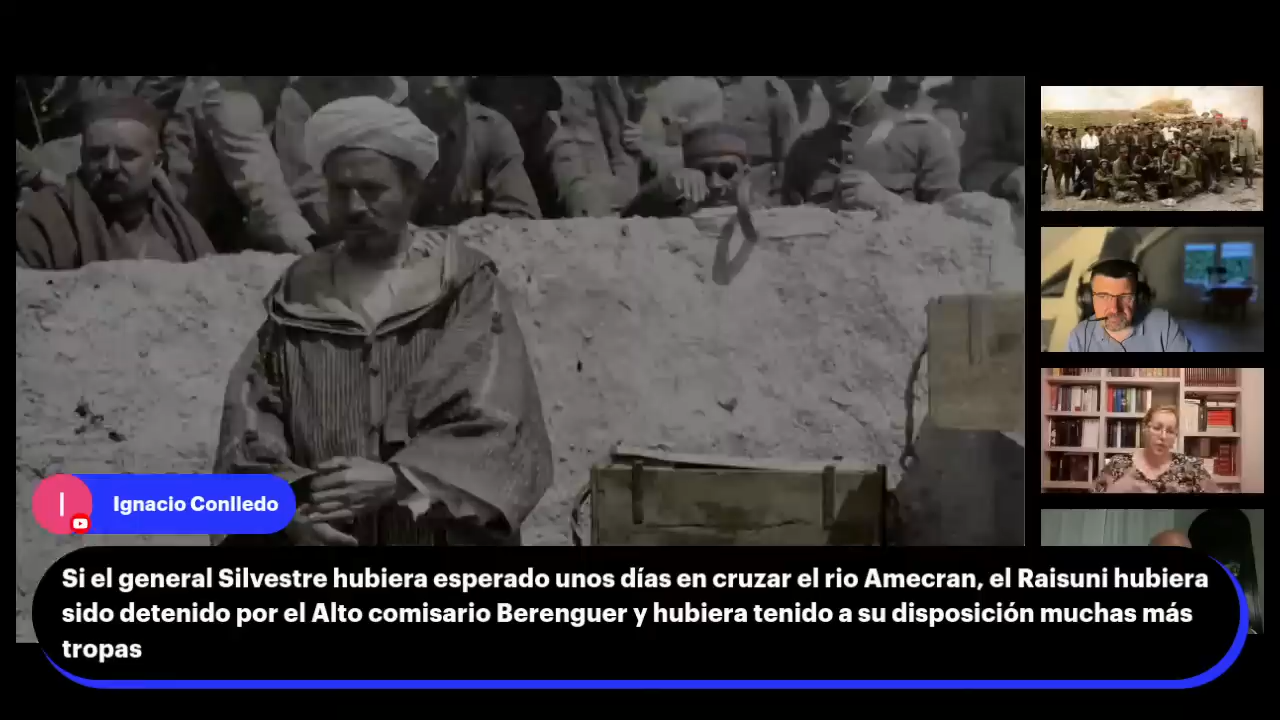 I
Ignacio Conlledo
Si el general Silvestre hubiera esperado unos días en cruzar el rio Amecran, el Raisuni hubiera
sido detenido por el Alto comisario Berenguer y hubiera tenido a su disposición muchas más
tropas